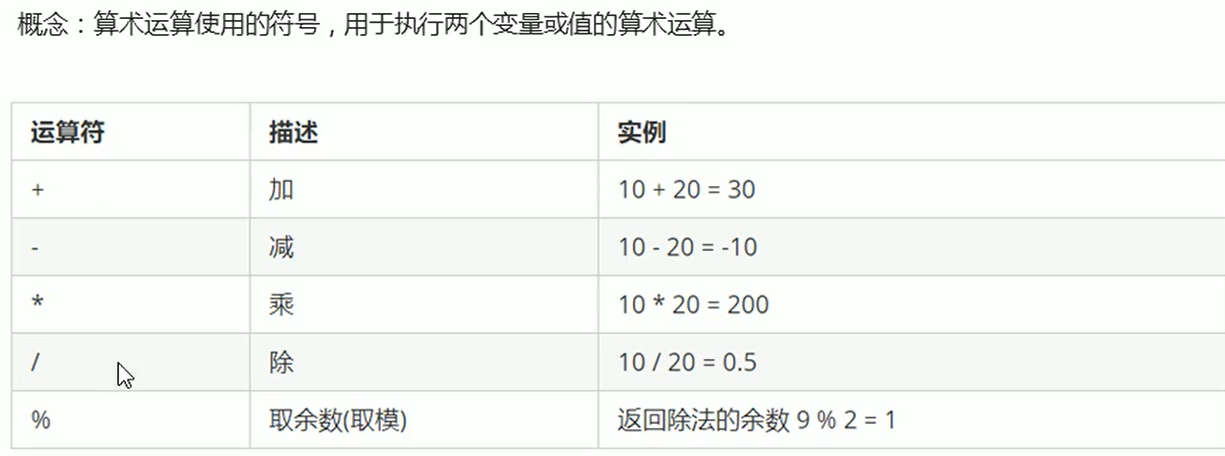 概念：算术运算使用的符号，用于执行两个变量或值的算术运算。
运算符 描述 实例
+ 加 10 + 20 = 30
- 减 10 - 20 = -10
* 乘 10 * 20 = 200
/ 除 10 / 20 = 0.5
% 取余数(取模) 返回除法的余数 9 % 2 = 1